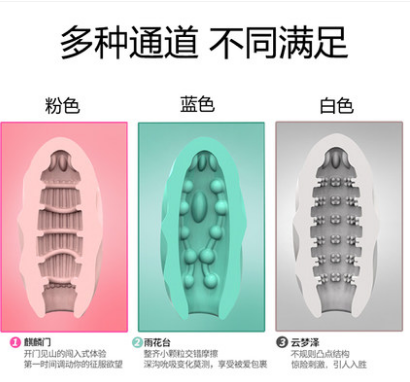 多种通道 不同满足
粉色
蓝色
白色
1 麒麟门
开门见山的闯入式体验
第一时间调动你的征服欲望
2 雨花台
整齐小颗粒交错摩擦
深沟吮吸变化莫测，享受被爱包裹
3 云梦泽
不规则凸点结构
惊险刺激，引人入胜